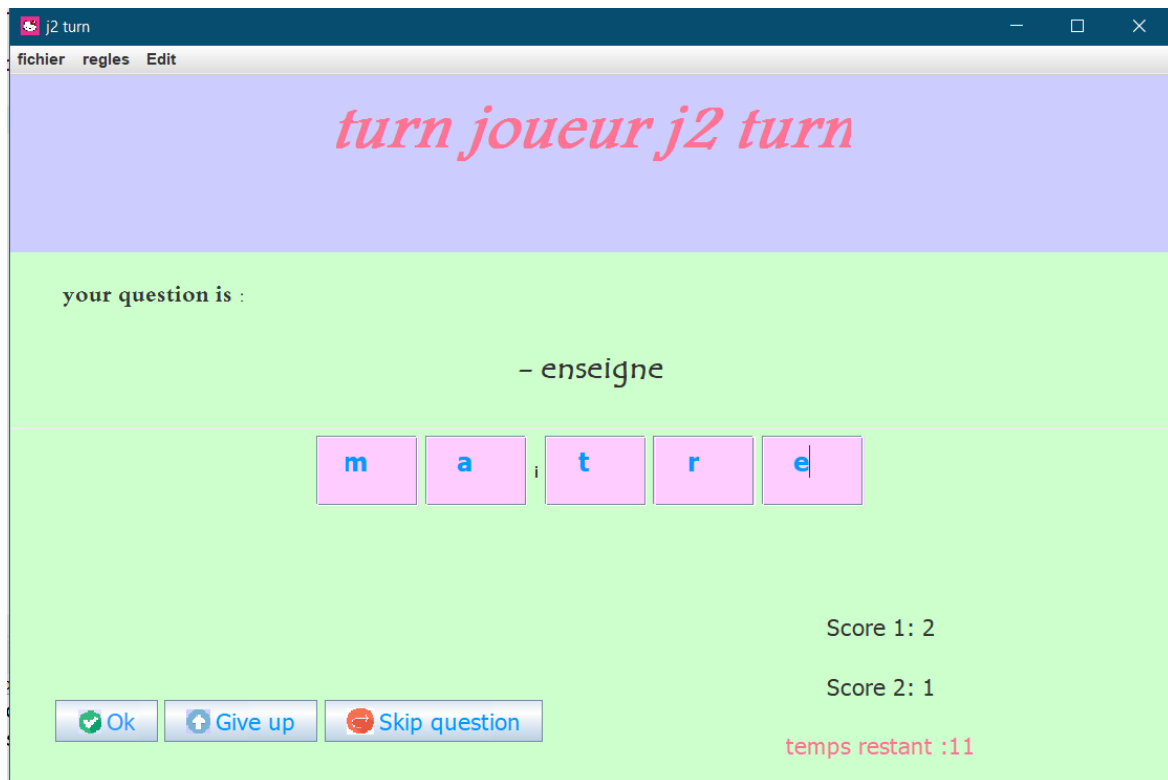 j2 turn
fichier regles Edit
turn joueur j2 turn
your question is :
- enseigne
m a i t r e
Score 1: 2
Score 2: 1
Ok Give up Skip question
temps restant :11